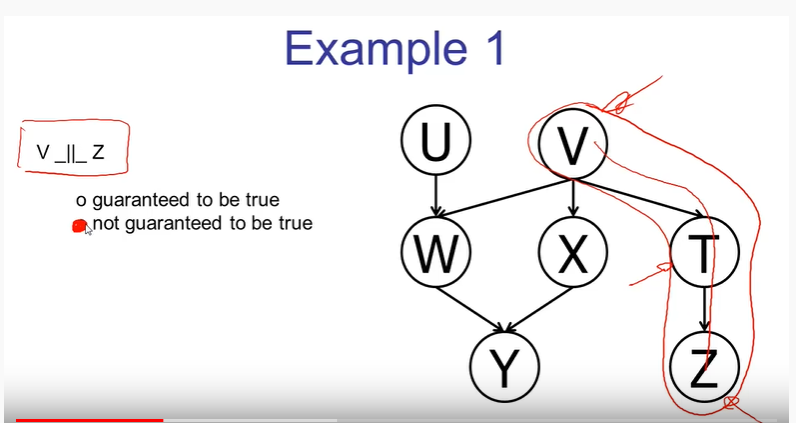 Example 1
V _||_ Z
o guaranteed to be true
not guaranteed to be true
U
V
W
X
T
Y
Z